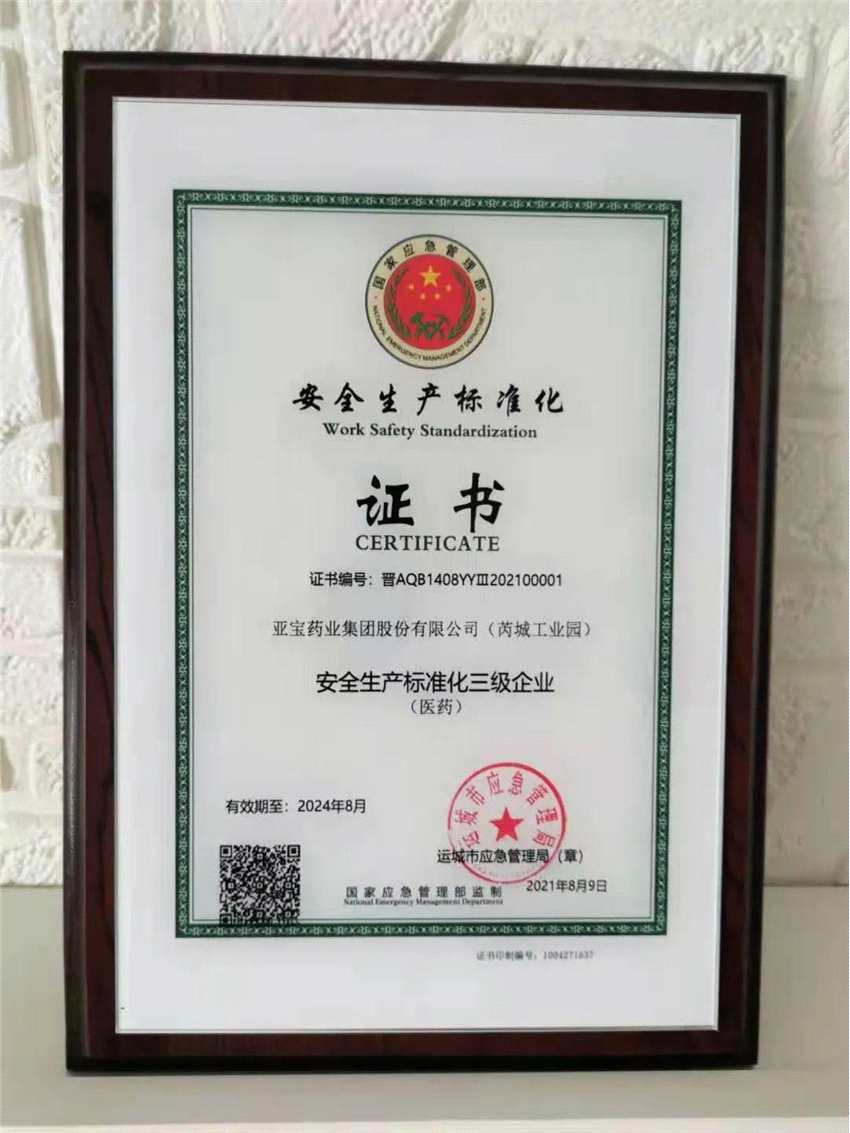 国家应急管理部
NATIONAL EMERGENCY MANAGEMENT DEPARTMENT
安全生产标准化
Work Safety Standardization
证书
CERTIFICATE
证书编号：晋AQB1408YYⅢ202100001
亚宝药业集团股份有限公司（芮城工业园）
安全生产标准化三级企业
（医药）
有效期至：2024年8月
运城市应急管理局
运城市应急管理局（章）
2021年8月9日
国家应急管理部监制
National Emergency Management Department
证书印制编号：1004271637